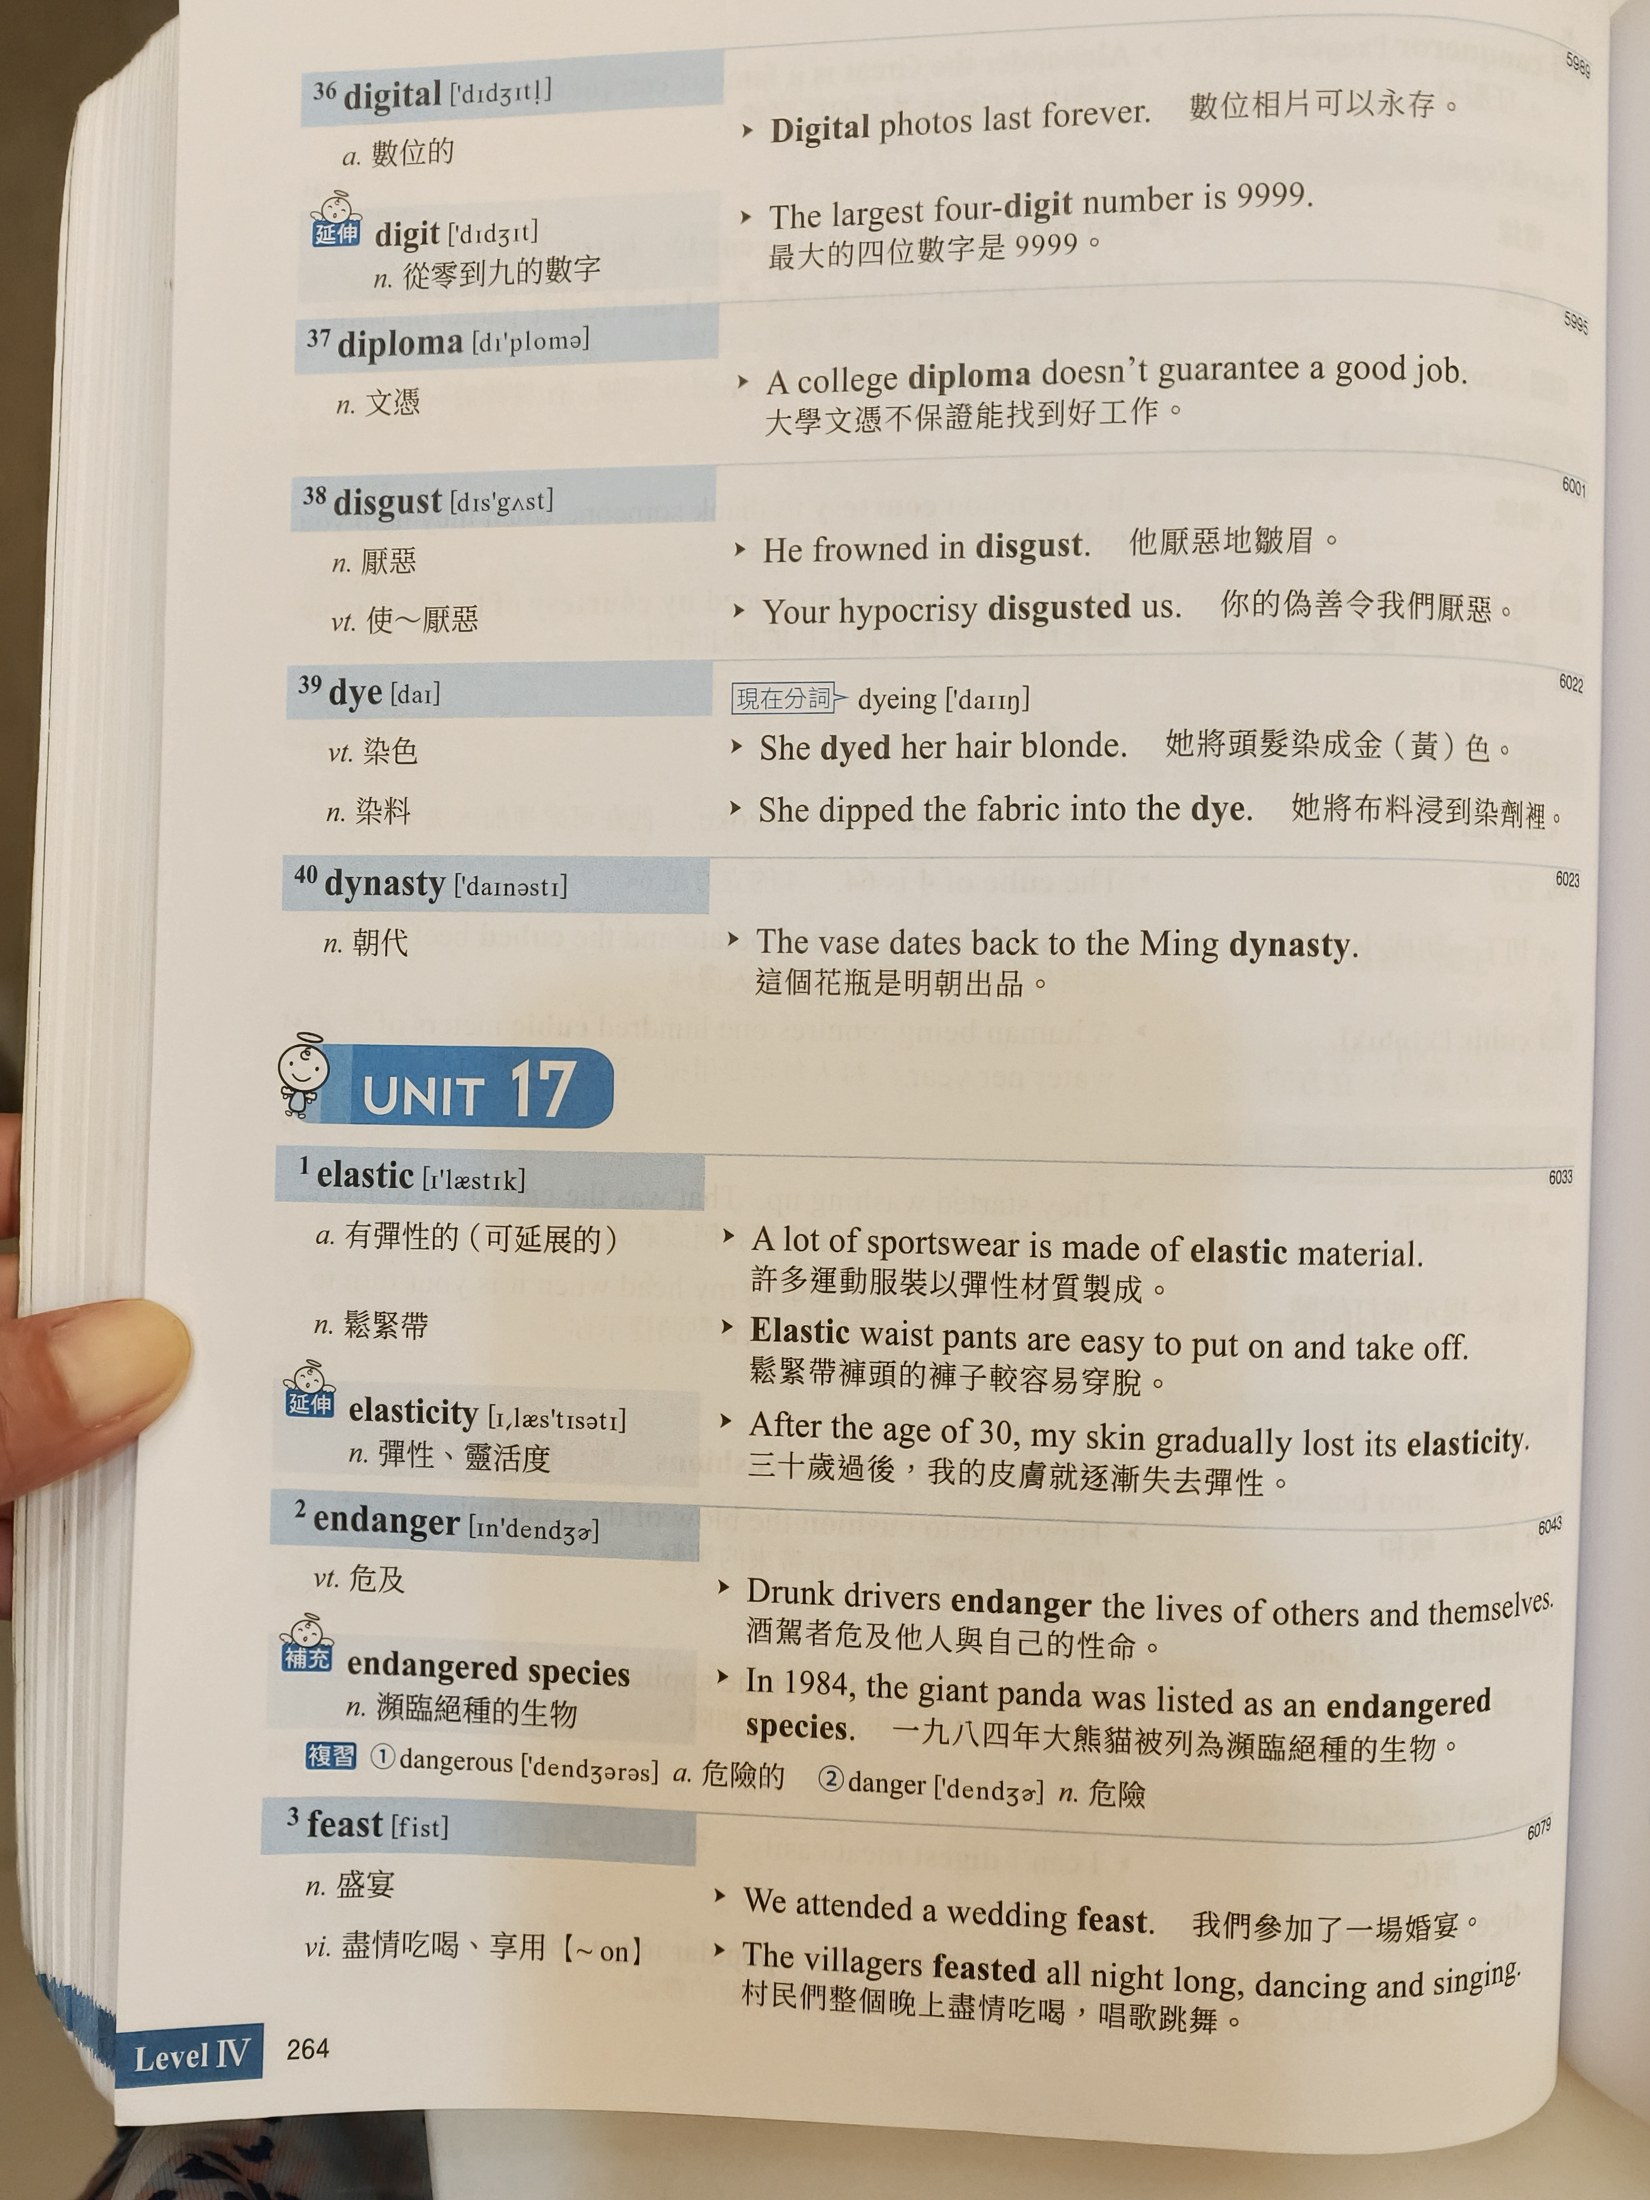 36 digital [ˈdɪdʒɪtl̩]
5989
a. 數位的
➤ Digital photos last forever. 數位相片可以永存。
延伸 digit [ˈdɪdʒɪt]
n. 從零到九的數字
➤ The largest four-digit number is 9999.
最大的四位數字是 9999。
37 diploma [dɪˈplomə]
5995
n. 文憑
➤ A college diploma doesn’t guarantee a good job.
大學文憑不保證能找到好工作。
38 disgust [dɪsˈgʌst]
6001
n. 厭惡
➤ He frowned in disgust. 他厭惡地皺眉。
vt. 使～厭惡
➤ Your hypocrisy disgusted us. 你的偽善令我們厭惡。
39 dye [daɪ]
現在分詞 dyeing [ˈdaɪɪŋ]
6022
vt. 染色
➤ She dyed her hair blonde. 她將頭髮染成金（黃）色。
n. 染料
➤ She dipped the fabric into the dye. 她將布料浸到染劑裡。
40 dynasty [ˈdaɪnəstɪ]
6023
n. 朝代
➤ The vase dates back to the Ming dynasty.
這個花瓶是明朝出品。
UNIT 17
1 elastic [ɪˈlæstɪk]
6033
a. 有彈性的（可延展的）
➤ A lot of sportswear is made of elastic material.
許多運動服裝以彈性材質製成。
n. 鬆緊帶
➤ Elastic waist pants are easy to put on and take off.
鬆緊帶褲頭的褲子較容易穿脫。
延伸 elasticity [ɪˌlæsˈtɪsətɪ]
n. 彈性、靈活度
➤ After the age of 30, my skin gradually lost its elasticity.
三十歲過後，我的皮膚就逐漸失去彈性。
2 endanger [ɪnˈdendʒɚ]
6043
vt. 危及
➤ Drunk drivers endanger the lives of others and themselves.
酒駕者危及他人與自己的性命。
補充 endangered species
n. 瀕臨絕種的生物
➤ In 1984, the giant panda was listed as an endangered
species. 一九八四年大熊貓被列為瀕臨絕種的生物。
複習 ① dangerous [ˈdendʒərəs] a. 危險的 ② danger [ˈdendʒɚ] n. 危險
3 feast [fist]
6079
n. 盛宴
➤ We attended a wedding feast. 我們參加了一場婚宴。
vi. 盡情吃喝、享用【~ on】
➤ The villagers feasted all night long, dancing and singing.
村民們整個晚上盡情吃喝，唱歌跳舞。
Level IV 264